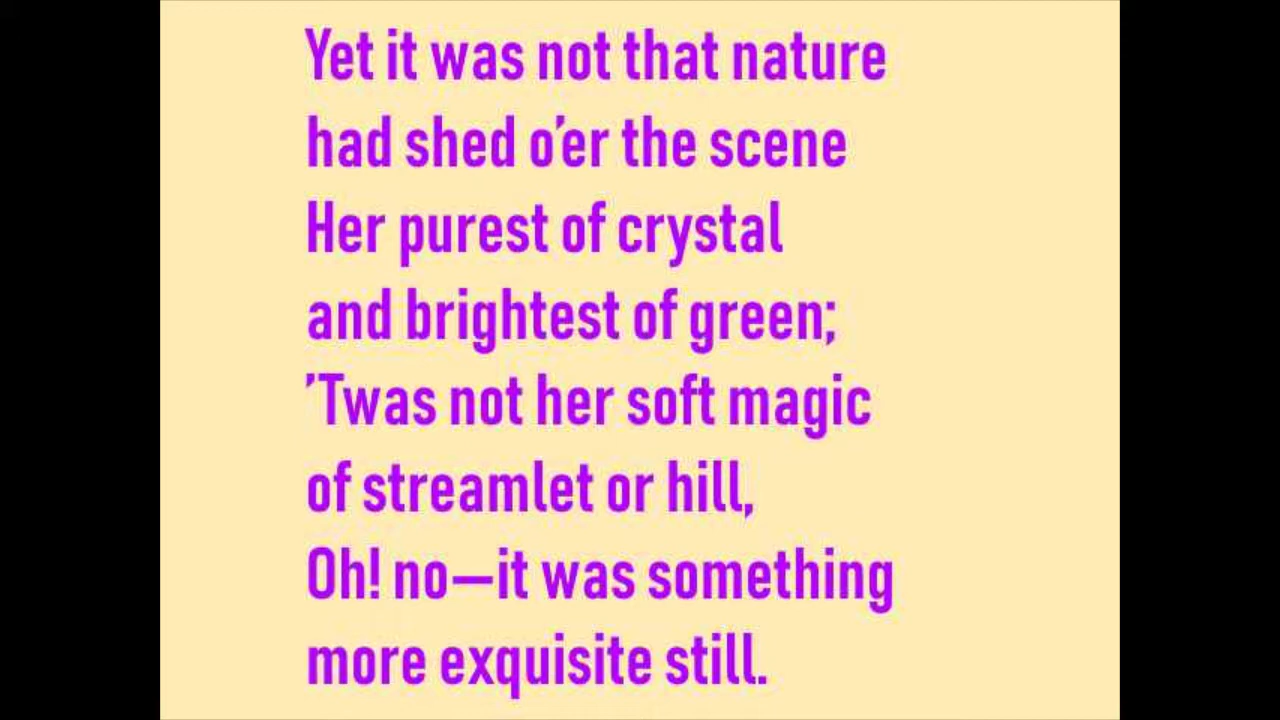 Yet it was not that nature
had shed o’er the scene
Her purest of crystal
and brightest of green;
’Twas not her soft magic
of streamlet or hill,
Oh! no—it was something
more exquisite still.